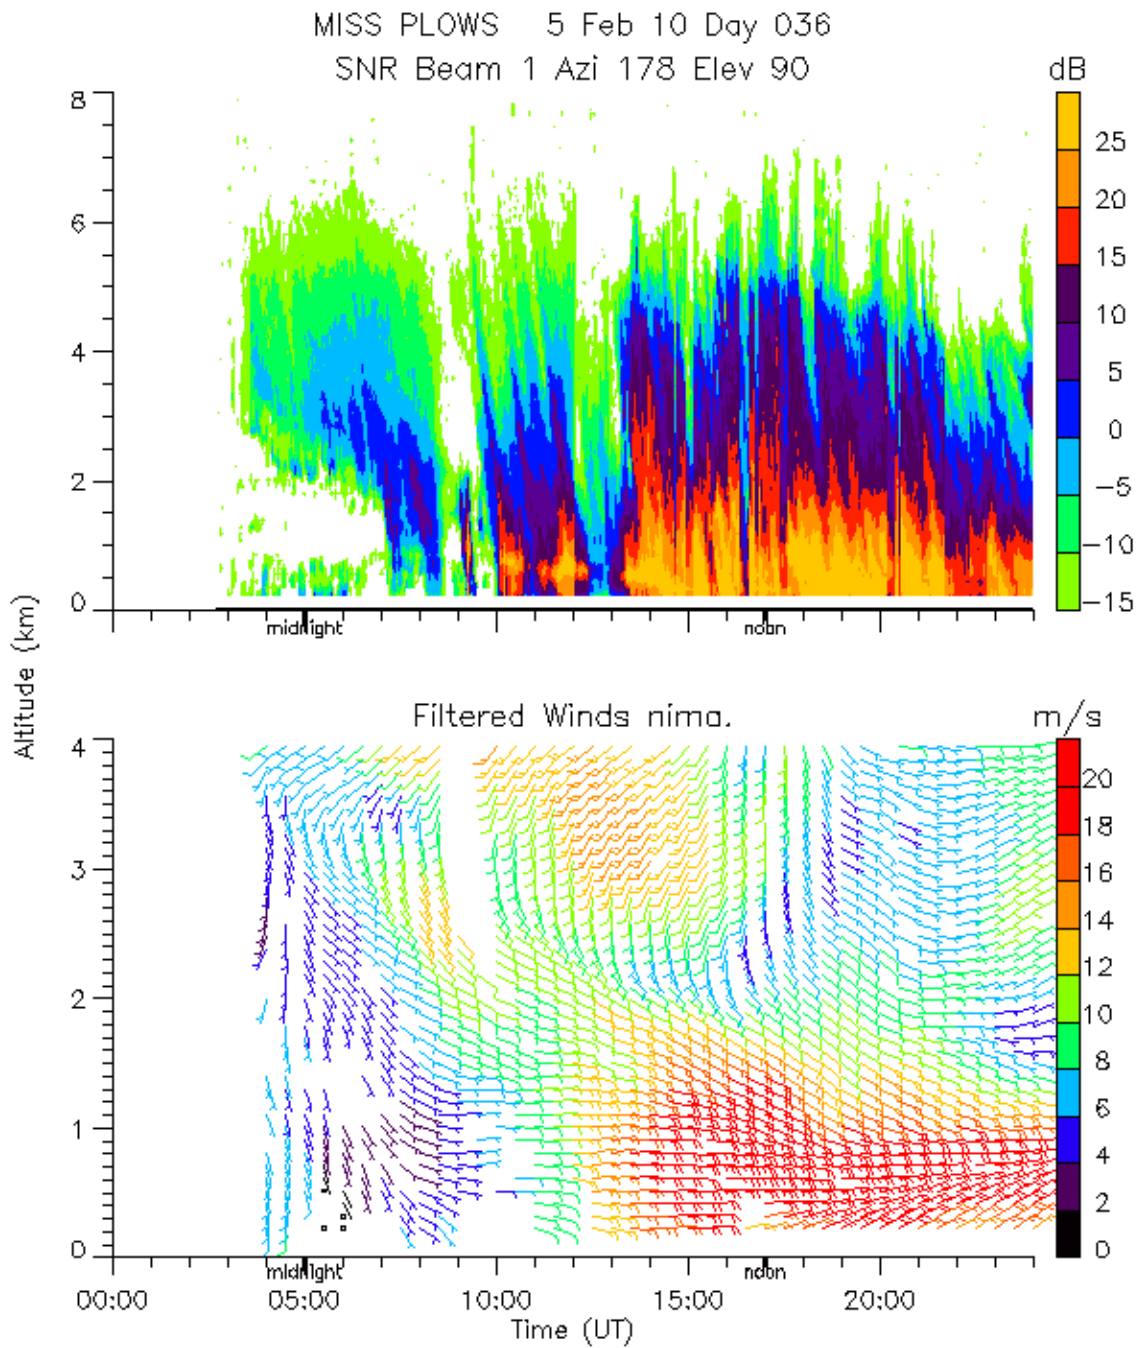 MISS PLOWS 5 Feb 10 Day 036
SNR Beam 1 Azi 178 Elev 90
dB
8
6
4
2
0
25
20
15
10
5
0
−5
−10
−15
midnight
noon
Altitude (km)
Filtered Winds nima.
m/s
4
3
2
1
0
20
18
16
14
12
10
8
6
4
2
0
midnight
noon
00:00 05:00 10:00 15:00 20:00
Time (UT)